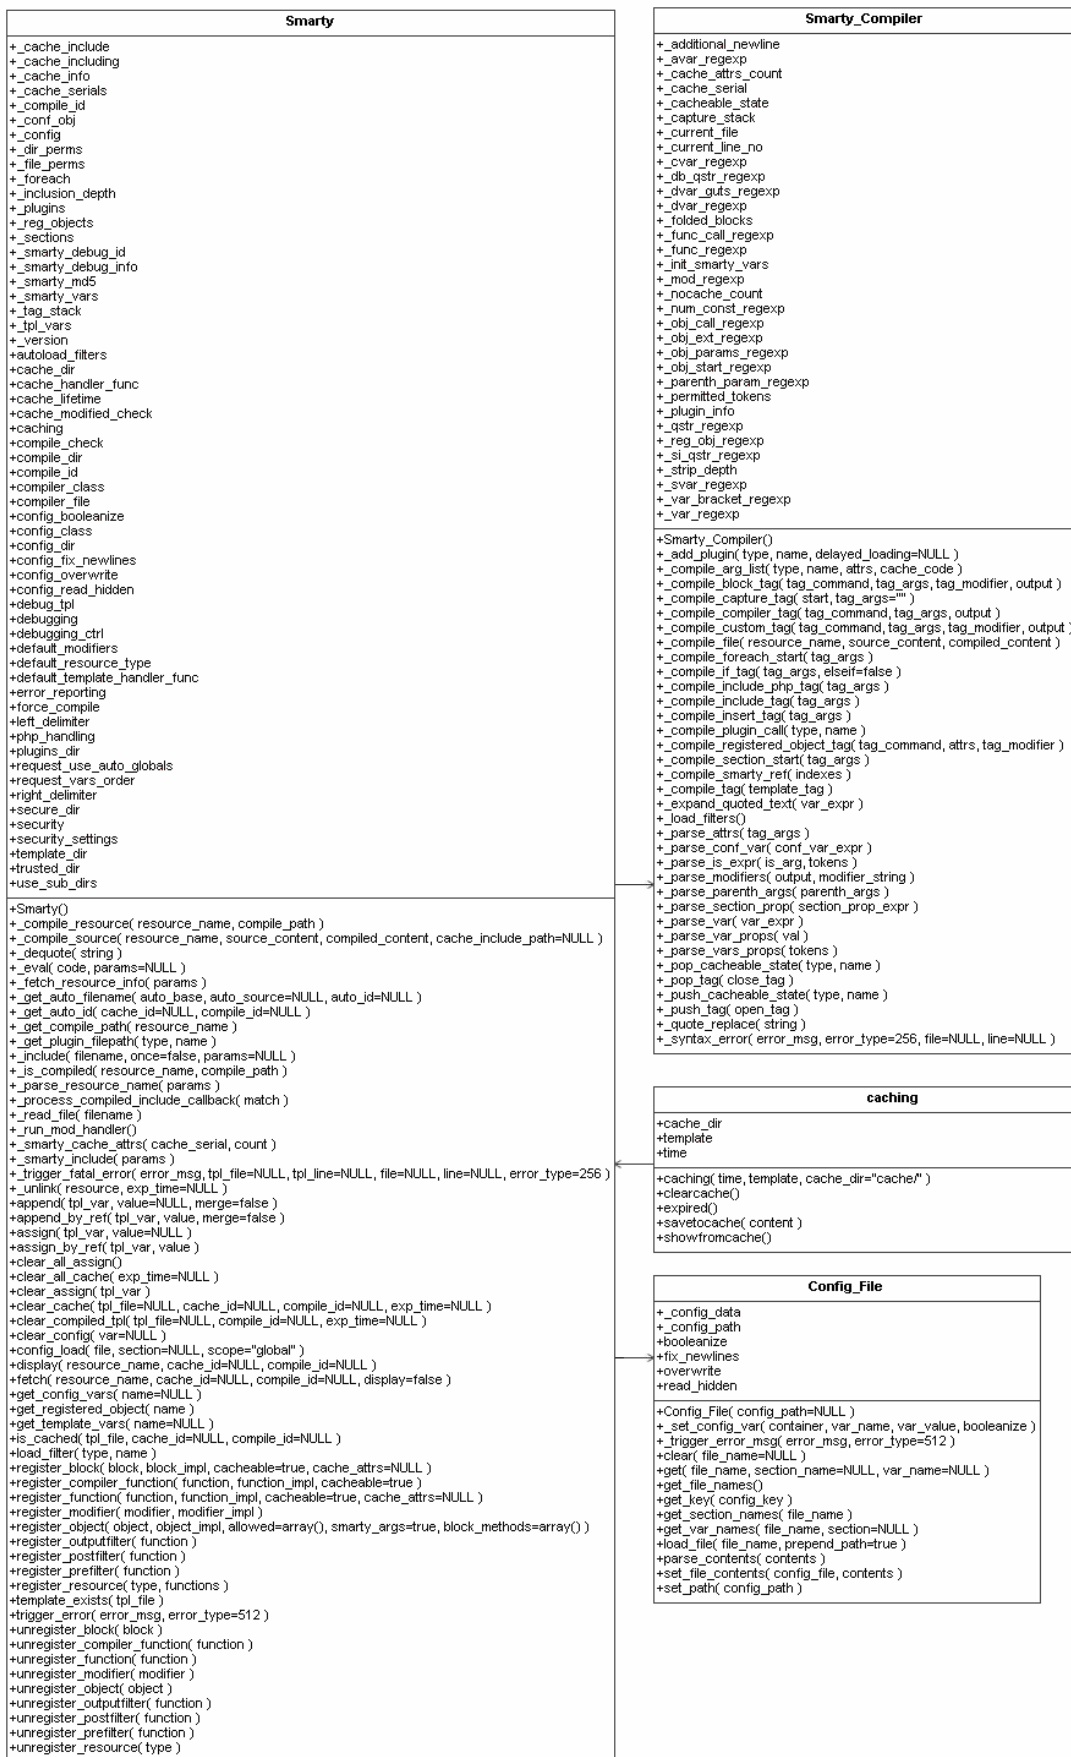 Smarty
+_cache_include
+_cache_including
+_cache_info
+_cache_serials
+_compile_id
+_conf_obj
+_config
+_dir_perms
+_file_perms
+_foreach
+_inclusion_depth
+_plugins
+_reg_objects
+_sections
+_smarty_debug_id
+_smarty_debug_info
+_smarty_md5
+_smarty_vars
+_tag_stack
+_tpl_vars
+_version
+autoload_filters
+cache_dir
+cache_handler_func
+cache_lifetime
+cache_modified_check
+caching
+compile_check
+compile_dir
+compile_id
+compiler_class
+compiler_file
+config_booleanize
+config_class
+config_dir
+config_fix_newlines
+config_overwrite
+config_read_hidden
+debug_tpl
+debugging
+debugging_ctrl
+default_modifiers
+default_resource_type
+default_template_handler_func
+error_reporting
+force_compile
+left_delimiter
+php_handling
+plugins_dir
+request_use_auto_globals
+request_vars_order
+right_delimiter
+secure_dir
+security
+security_settings
+template_dir
+trusted_dir
+use_sub_dirs
+Smarty()
+_compile_resource( resource_name, compile_path )
+_compile_source( resource_name, source_content, compiled_content, cache_include_path=NULL )
+_dequote( string )
+_eval( code, params=NULL )
+_fetch_resource_info( params )
+_get_auto_filename( auto_base, auto_source=NULL, auto_id=NULL )
+_get_auto_id( cache_id=NULL, compile_id=NULL )
+_get_compile_path( resource_name )
+_get_plugin_filepath( type, name )
+_include( filename, once=false, params=NULL )
+_is_compiled( resource_name, compile_path )
+_parse_resource_name( params )
+_process_compiled_include_callback( match )
+_read_file( filename )
+_run_mod_handler()
+_smarty_cache_attrs( cache_serial, count )
+_smarty_include( params )
+_trigger_fatal_error( error_msg, tpl_file=NULL, tpl_line=NULL, file=NULL, line=NULL, error_type=256 )
+_unlink( resource, exp_time=NULL )
+append( tpl_var, value=NULL, merge=false )
+append_by_ref( tpl_var, value, merge=false )
+assign( tpl_var, value=NULL )
+assign_by_ref( tpl_var, value )
+clear_all_assign()
+clear_all_cache( exp_time=NULL )
+clear_assign( tpl_var )
+clear_cache( tpl_file=NULL, cache_id=NULL, compile_id=NULL, exp_time=NULL )
+clear_compiled_tpl( tpl_file=NULL, compile_id=NULL, exp_time=NULL )
+clear_config( var=NULL )
+config_load( file, section=NULL, scope="global" )
+display( resource_name, cache_id=NULL, compile_id=NULL )
+fetch( resource_name, cache_id=NULL, compile_id=NULL, display=false )
+get_config_vars( name=NULL )
+get_registered_object( name )
+get_template_vars( name=NULL )
+is_cached( tpl_file, cache_id=NULL, compile_id=NULL )
+load_filter( type, name )
+register_block( block, block_impl, cacheable=true, cache_attrs=NULL )
+register_compiler_function( function, function_impl, cacheable=true )
+register_function( function, function_impl, cacheable=true, cache_attrs=NULL )
+register_modifier( modifier, modifier_impl )
+register_object( object, object_impl, allowed=array(), smarty_args=true, block_methods=array() )
+register_outputfilter( function )
+register_postfilter( function )
+register_prefilter( function )
+register_resource( type, functions )
+template_exists( tpl_file )
+trigger_error( error_msg, error_type=512 )
+unregister_block( block )
+unregister_compiler_function( function )
+unregister_function( function )
+unregister_modifier( modifier )
+unregister_object( object )
+unregister_outputfilter( function )
+unregister_postfilter( function )
+unregister_prefilter( function )
+unregister_resource( type )
Smarty_Compiler
+_additional_newline
+_avar_regexp
+_cache_attrs_count
+_cache_serial
+_cacheable_state
+_capture_stack
+_current_file
+_current_line_no
+_cvar_regexp
+_db_qstr_regexp
+_dvar_guts_regexp
+_dvar_regexp
+_folded_blocks
+_func_call_regexp
+_func_regexp
+_init_smarty_vars
+_mod_regexp
+_nocache_count
+_num_const_regexp
+_obj_call_regexp
+_obj_ext_regexp
+_obj_params_regexp
+_obj_start_regexp
+_parenth_param_regexp
+_permitted_tokens
+_plugin_info
+_qstr_regexp
+_reg_obj_regexp
+_si_qstr_regexp
+_strip_depth
+_svar_regexp
+_var_bracket_regexp
+_var_regexp
+Smarty_Compiler()
+_add_plugin( type, name, delayed_loading=NULL )
+_compile_arg_list( type, name, attrs, cache_code )
+_compile_block_tag( tag_command, tag_args, tag_modifier, output )
+_compile_capture_tag( start, tag_args="" )
+_compile_compiler_tag( tag_command, tag_args, output )
+_compile_custom_tag( tag_command, tag_args, tag_modifier, output )
+_compile_file( resource_name, source_content, compiled_content )
+_compile_foreach_start( tag_args )
+_compile_if_tag( tag_args, elseif=false )
+_compile_include_php_tag( tag_args )
+_compile_include_tag( tag_args )
+_compile_insert_tag( tag_args )
+_compile_plugin_call( type, name )
+_compile_registered_object_tag( tag_command, attrs, tag_modifier )
+_compile_section_start( tag_args )
+_compile_smarty_ref( indexes )
+_compile_tag( template_tag )
+_expand_quoted_text( var_expr )
+_load_filters()
+_parse_attrs( tag_args )
+_parse_conf_var( conf_var_expr )
+_parse_is_expr( is_arg, tokens )
+_parse_modifiers( output, modifier_string )
+_parse_parenth_args( parenth_args )
+_parse_section_prop( section_prop_expr )
+_parse_var( var_expr )
+_parse_var_props( val )
+_parse_vars_props( tokens )
+_pop_cacheable_state( type, name )
+_pop_tag( close_tag )
+_push_cacheable_state( type, name )
+_push_tag( open_tag )
+_quote_replace( string )
+_syntax_error( error_msg, error_type=256, file=NULL, line=NULL )
caching
+cache_dir
+template
+time
+caching( time, template, cache_dir="cache/" )
+clearcache()
+expired()
+savetocache( content )
+showfromcache()
Config_File
+_config_data
+_config_path
+booleanize
+fix_newlines
+overwrite
+read_hidden
+Config_File( config_path=NULL )
+_set_config_var( container, var_name, var_value, booleanize )
+_trigger_error_msg( error_msg, error_type=512 )
+clear( file_name=NULL )
+get( file_name, section_name=NULL, var_name=NULL )
+get_file_names()
+get_key( config_key )
+get_section_names( file_name )
+get_var_names( file_name, section=NULL )
+load_file( file_name, prepend_path=true )
+parse_contents( contents )
+set_file_contents( config_file, contents )
+set_path( config_path )